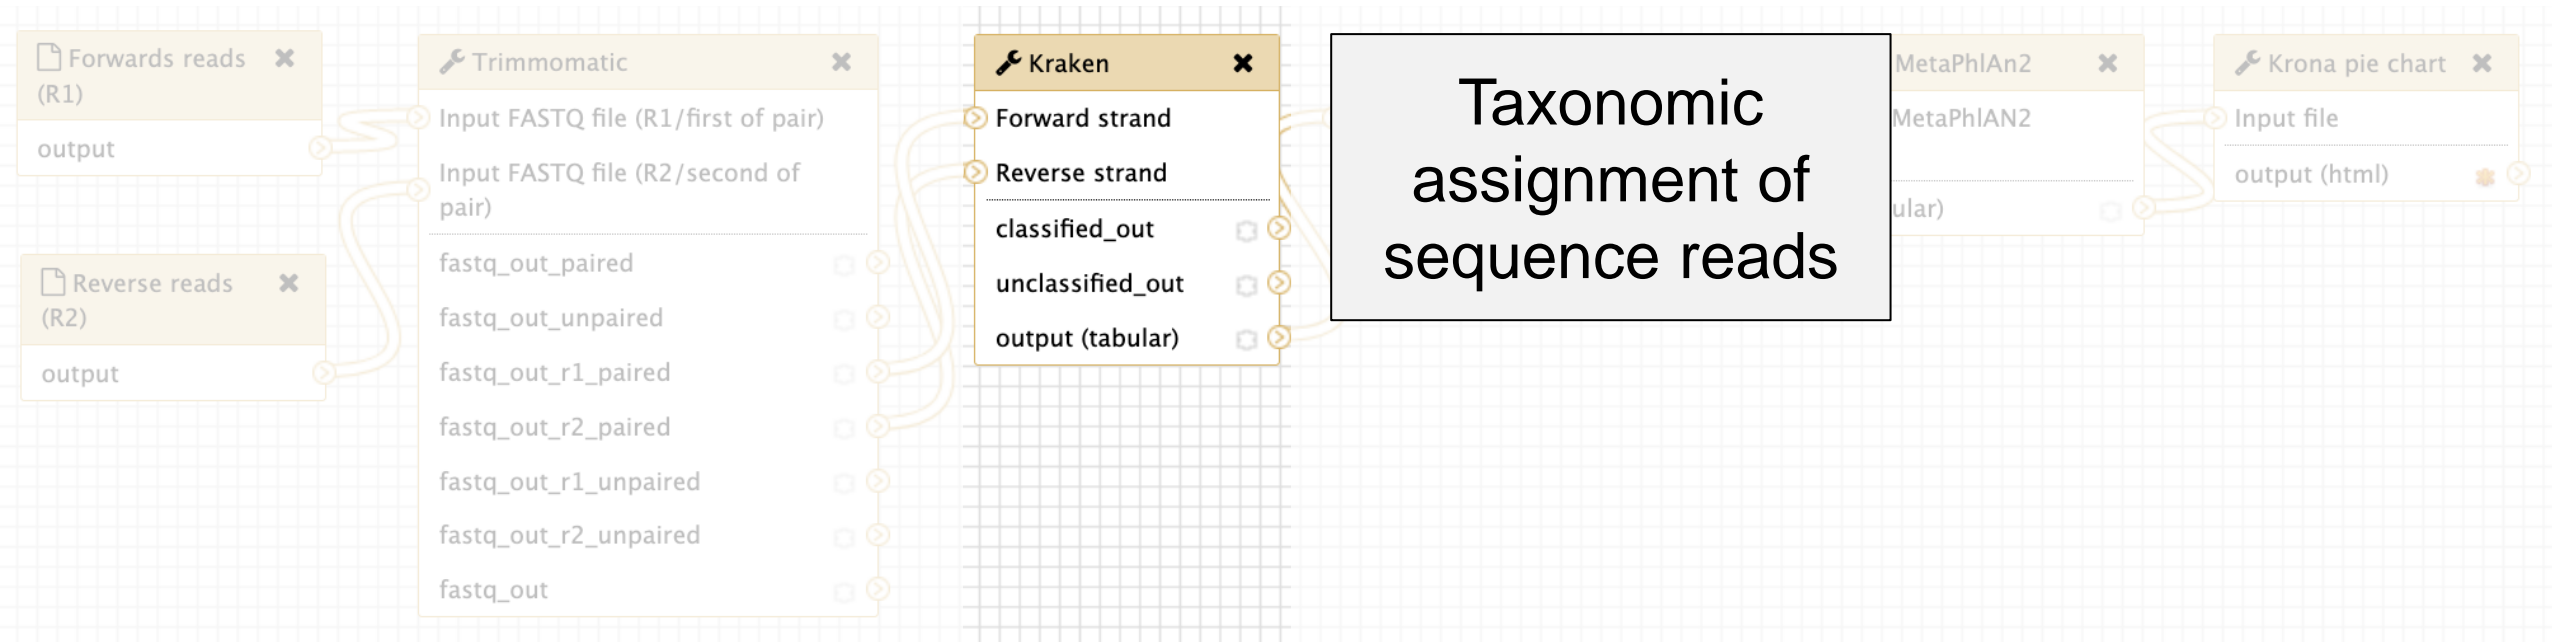 Forwards reads
(R1)
output
Reverse reads
(R2)
output
Trimmomatic
Input FASTQ file (R1/first of pair)
Input FASTQ file (R2/second of
pair)
fastq_out_paired
fastq_out_unpaired
fastq_out_r1_paired
fastq_out_r2_paired
fastq_out_r1_unpaired
fastq_out_r2_unpaired
fastq_out
Kraken
Forward strand
Reverse strand
classified_out
unclassified_out
output (tabular)
Taxonomic
assignment of
sequence reads
MetaPhlAn2
MetaPhlAN2
ular)
Krona pie chart
Input file
output (html)